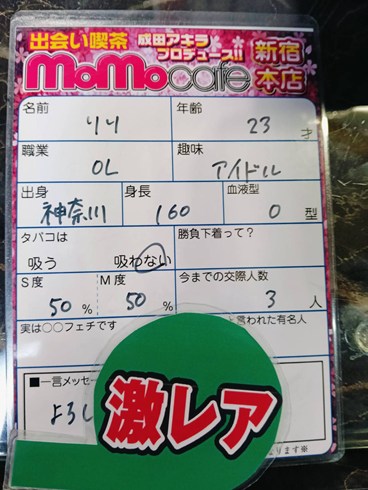 出会い喫茶 成田アキラ プロデュース!! 新宿
MoMocafe 本店
名前 リリ 年齢 23 才
職業 OL 趣味 アイドル
出身 神奈川 身長 160 血液型 O 型
タバコは 勝負下着って?
吸う 吸わない
S度 M度 今までの交際人数
50% 50% 3 人
実は○○フェチです 言われた有名人
■一言メッセー
よろし
激レア
ります※